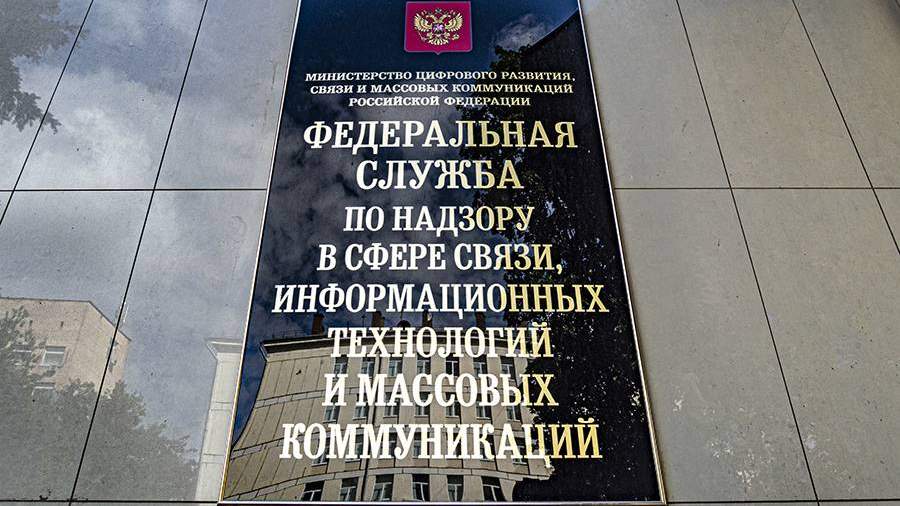 МИНИСТЕРСТВО ЦИФРОВОГО РАЗВИТИЯ,
СВЯЗИ И МАССОВЫХ КОММУНИКАЦИЙ
РОССИЙСКОЙ ФЕДЕРАЦИИ
ФЕДЕРАЛЬНАЯ
СЛУЖБА
ПО НАДЗОРУ
В СФЕРЕ СВЯЗИ,
ИНФОРМАЦИОННЫХ
ТЕХНОЛОГИЙ
И МАССОВЫХ
КОММУНИКАЦИЙ